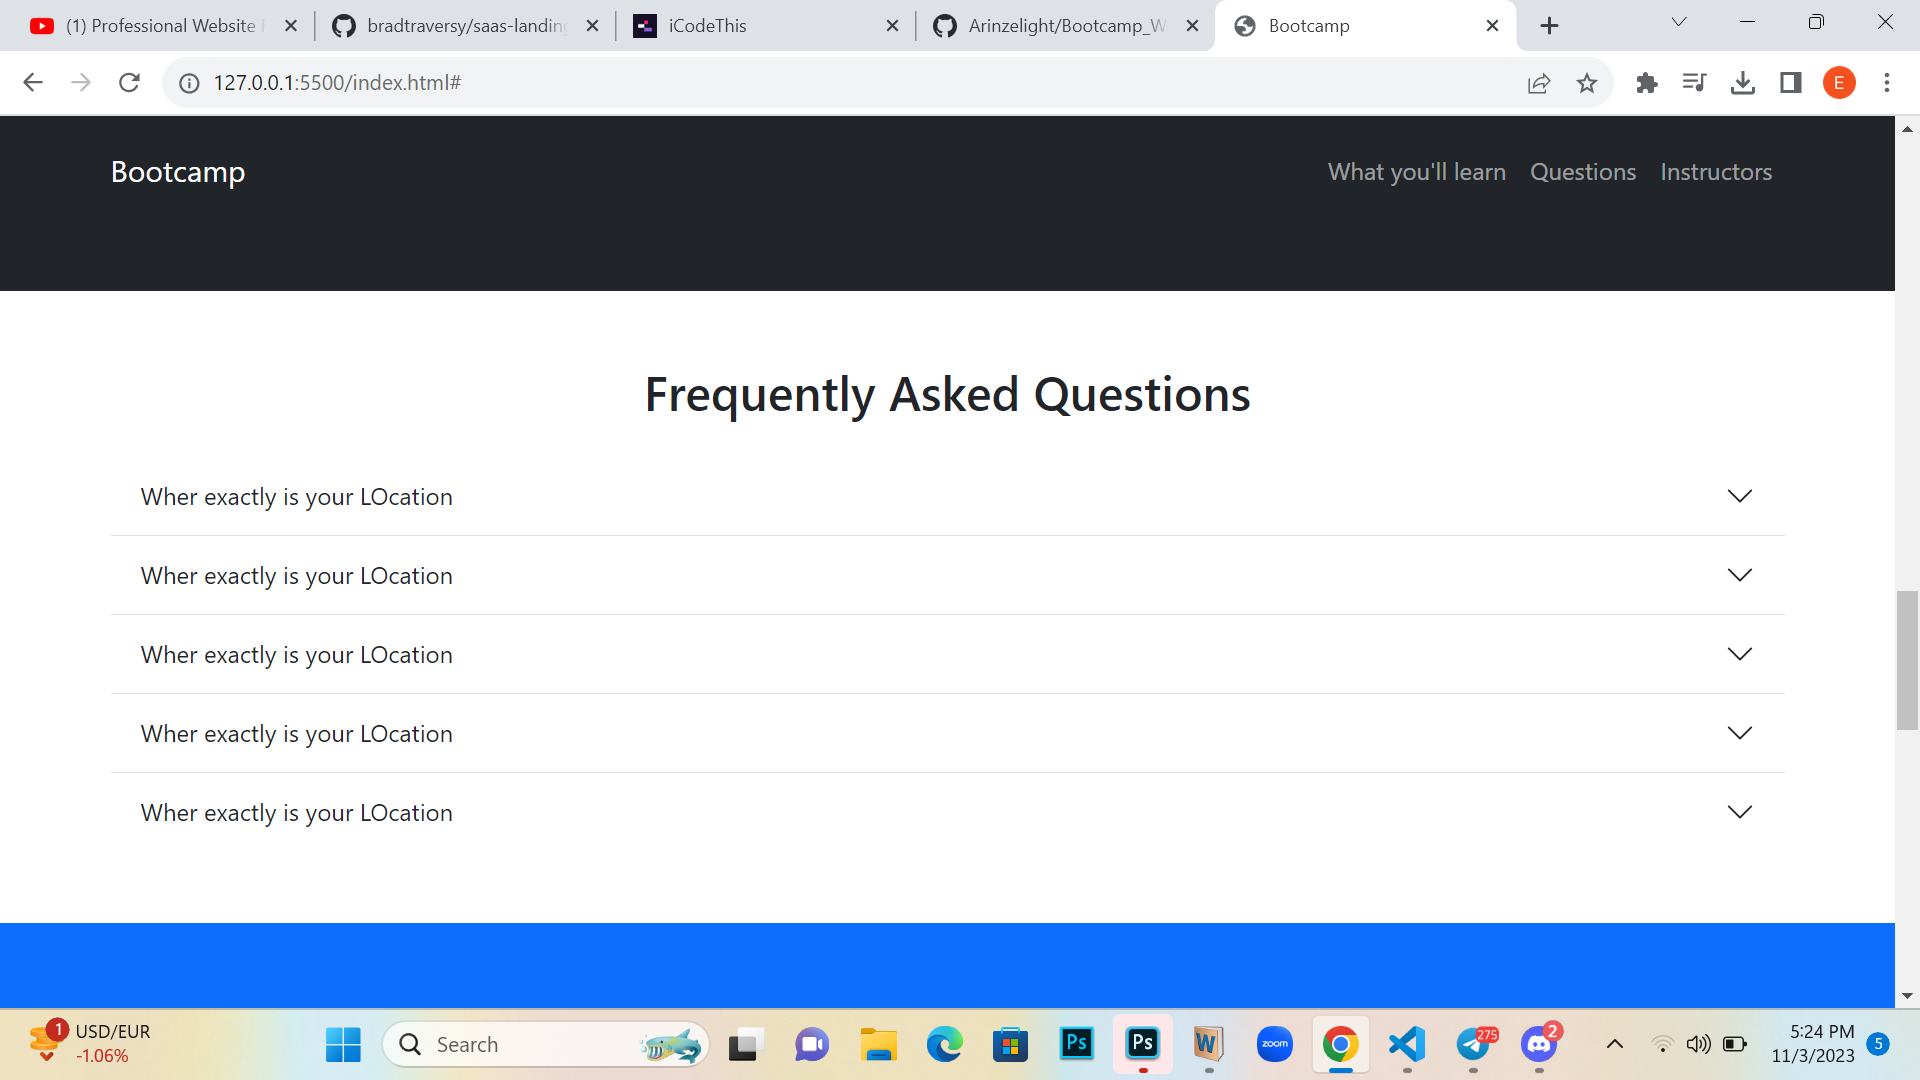 (1) Professional Website
bradtraversy/saas-landing
iCodeThis
Arinzelight/Bootcamp_W
Bootcamp
127.0.0.1:5500/index.html#
E
Bootcamp
What you'll learn
Questions
Instructors
Frequently Asked Questions
Wher exactly is your LOcation
Wher exactly is your LOcation
Wher exactly is your LOcation
Wher exactly is your LOcation
Wher exactly is your LOcation
1
USD/EUR
-1.06%
Search
Ps
Ps
W
zoom
275
2
5:24 PM
11/3/2023
5